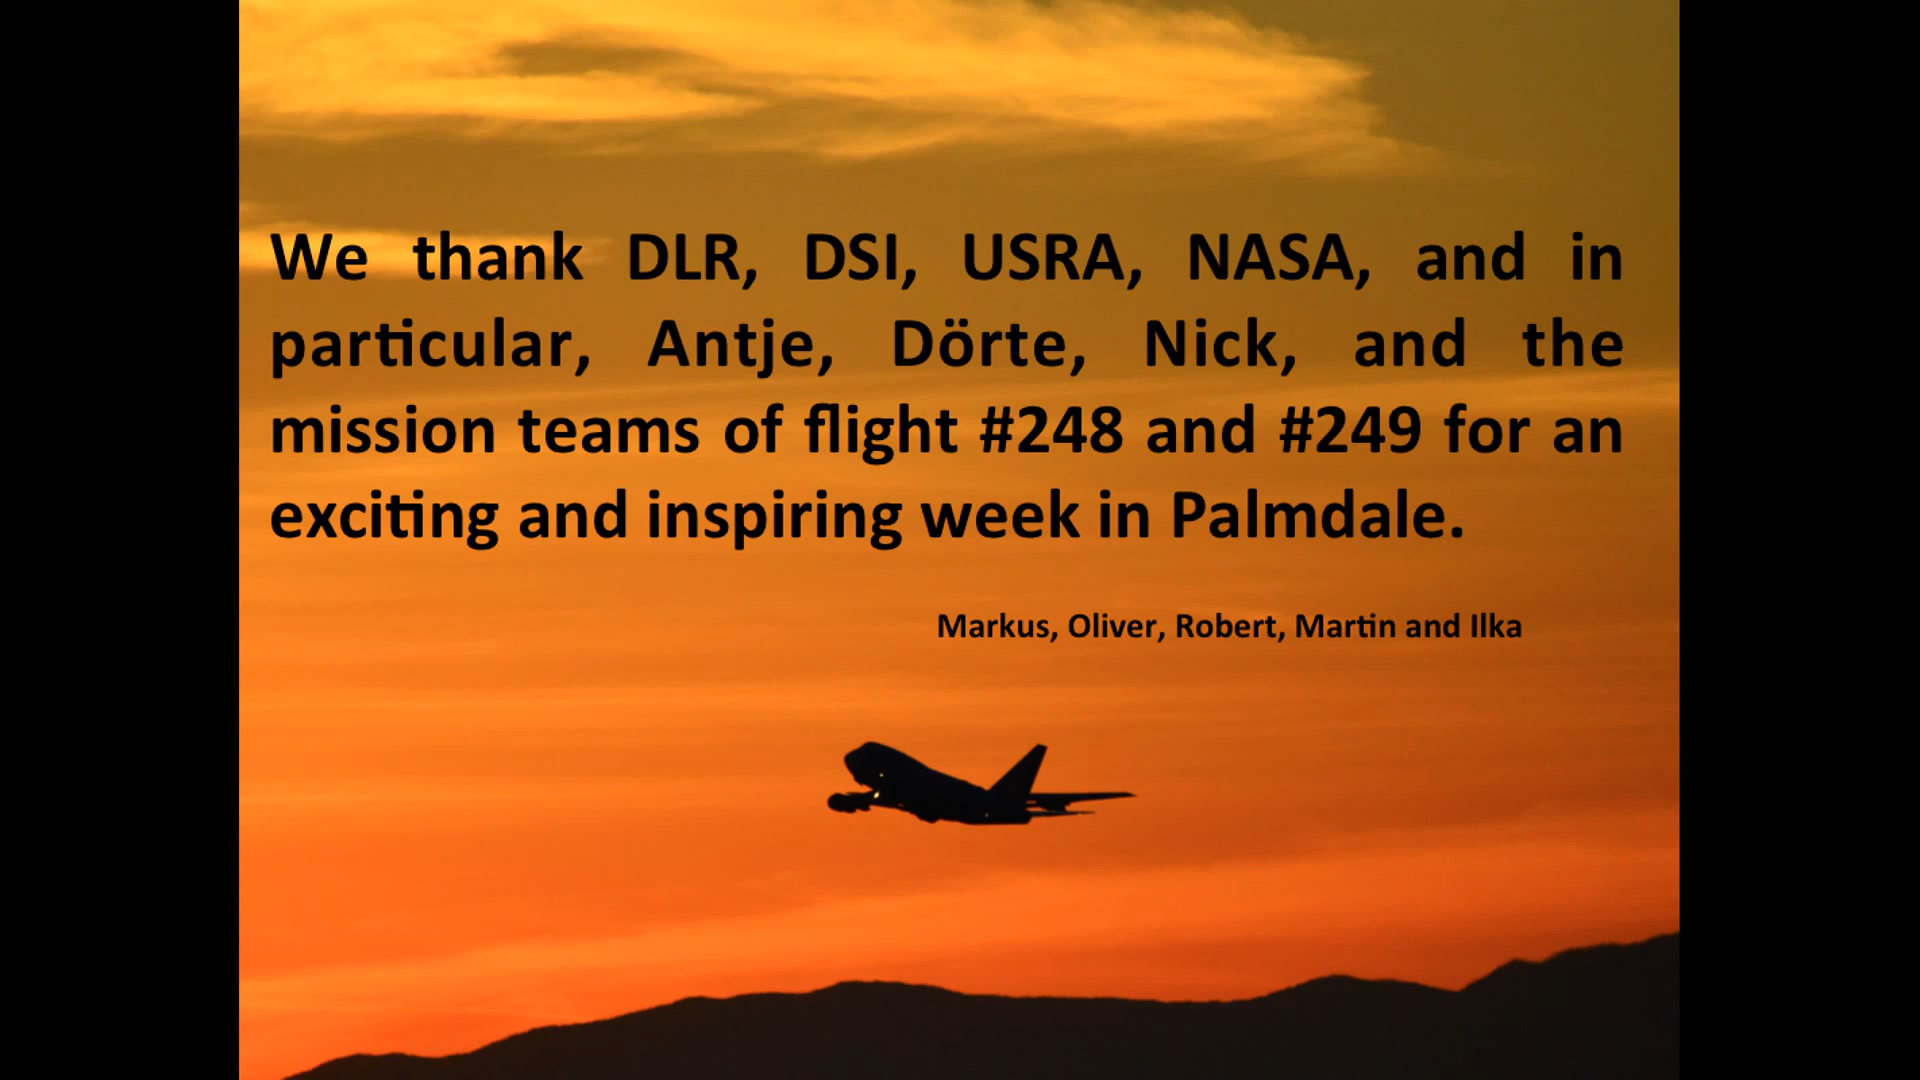 We thank DLR, DSI, USRA, NASA, and in
particular, Antje, Dörte, Nick, and the
mission teams of flight #248 and #249 for an
exciting and inspiring week in Palmdale.
Markus, Oliver, Robert, Martin and Ilka